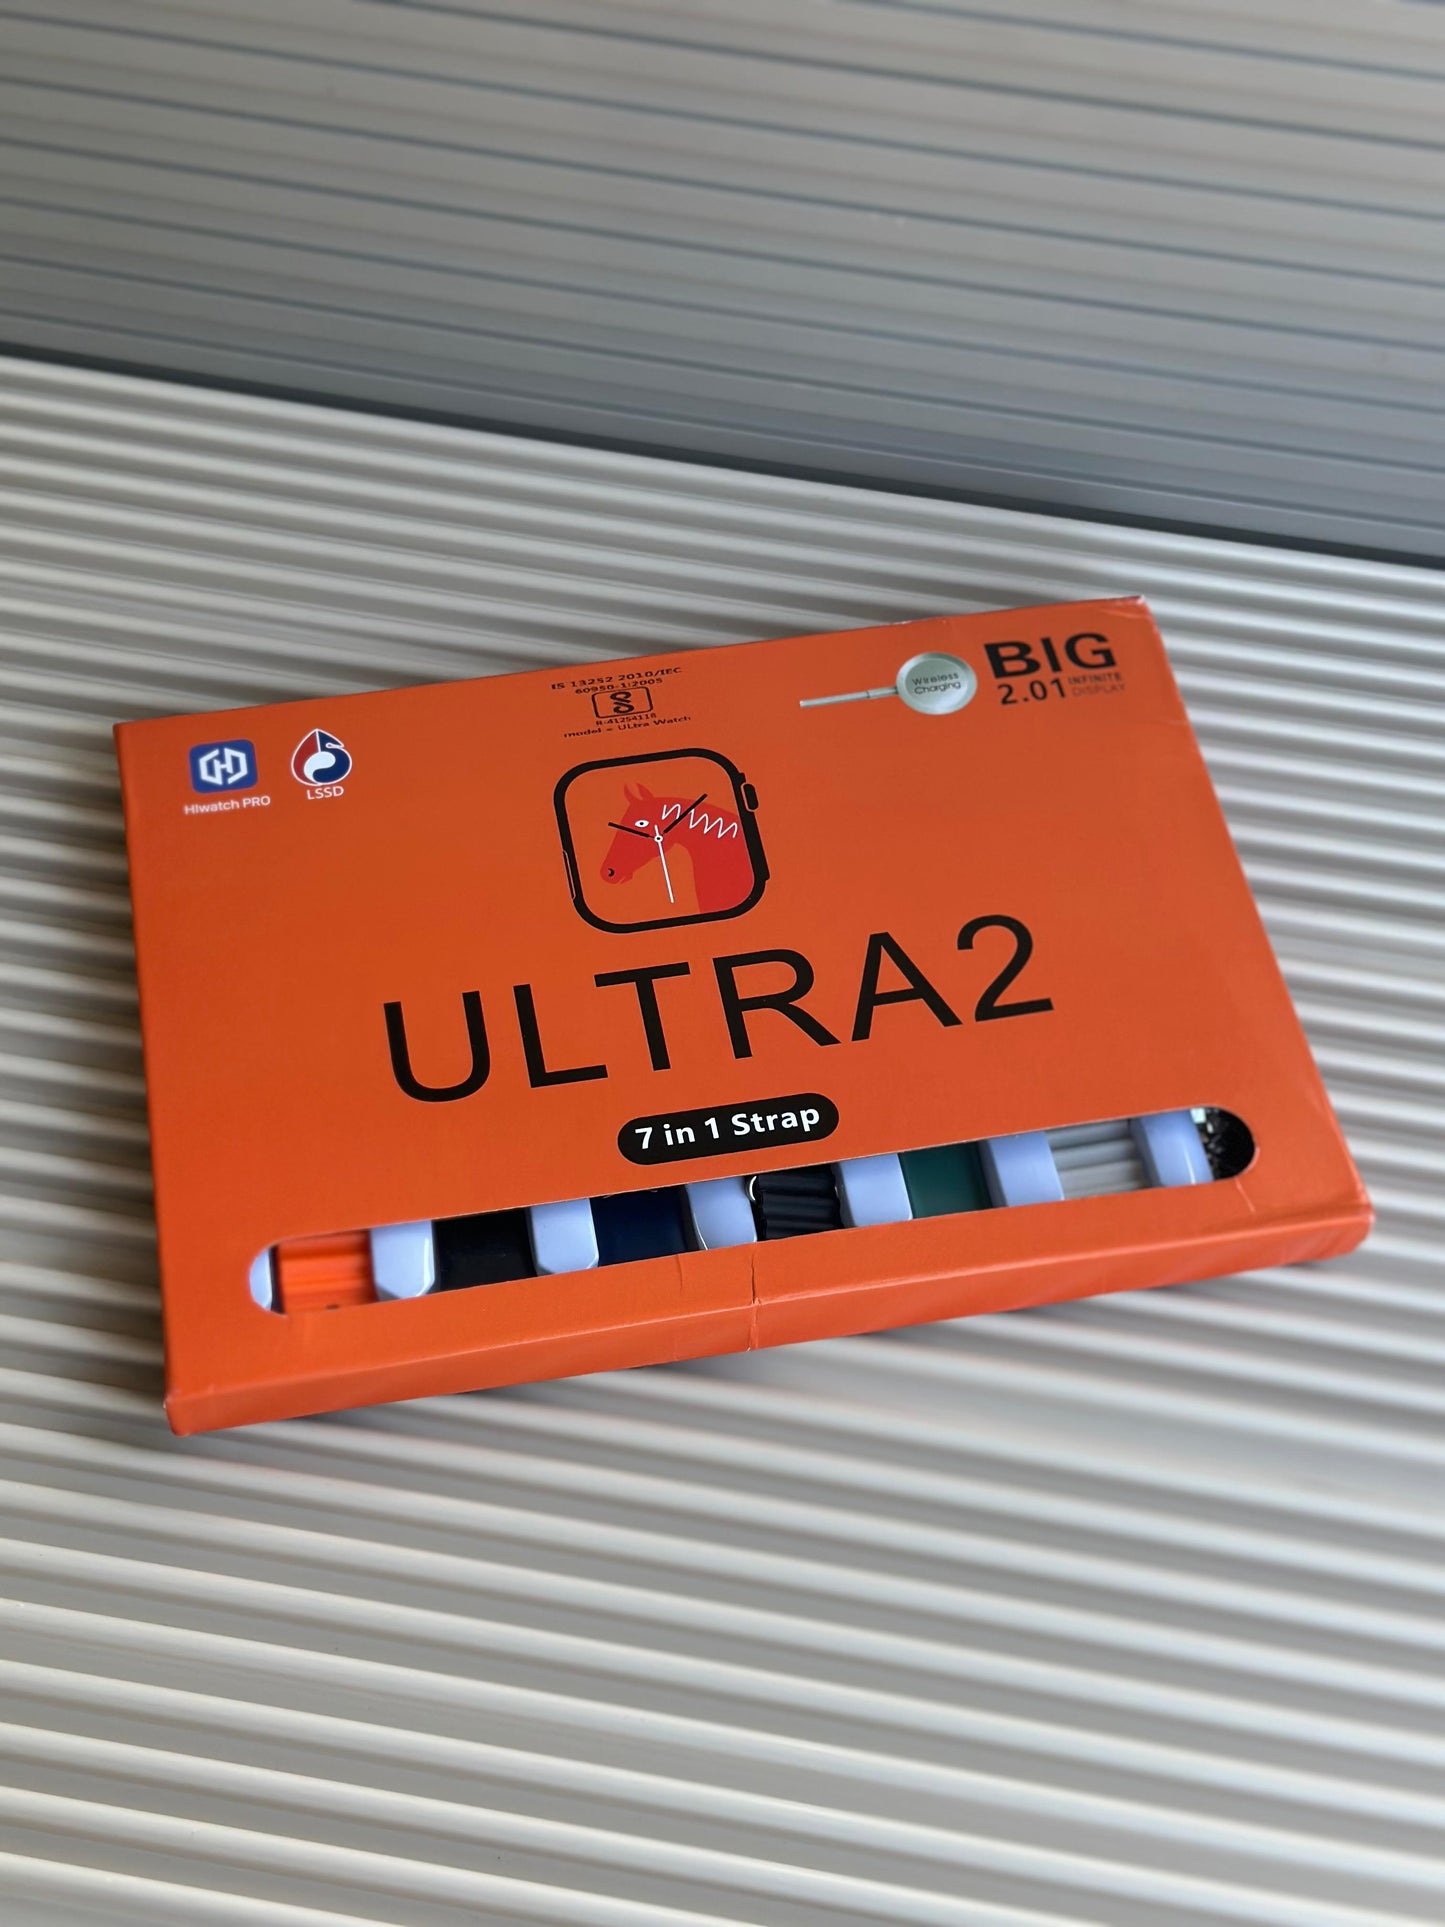 IS 13252 2010/IEC
60950-1:2005
R-41254118
model = ULtra Watch
Wireless
Charging
BIG
2.01 INFINITE
DISPLAY
HIwatch PRO
LSSD
ULTRA2
7 in 1 Strap